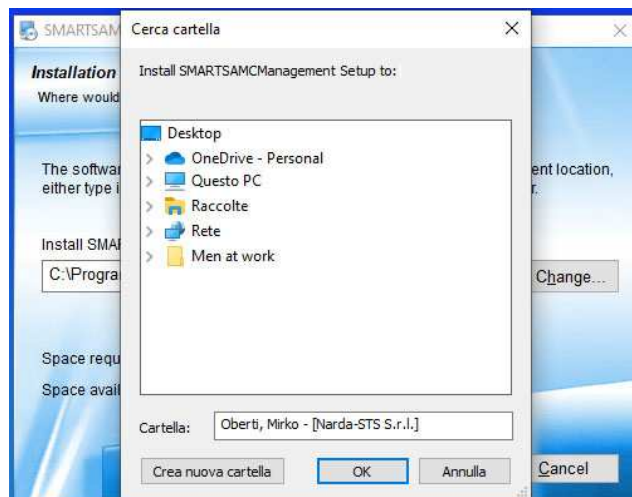 SMARTSAM
Cerca cartella
Installation
Where would
Install SMARTSAMCManagement Setup to:
Desktop
OneDrive - Personal
Questo PC
Raccolte
Rete
Men at work
The softwar
ent location,
either type i
r.
Install SMA
C:\Progra
Change...
Space requ
Space avail
Cartella:
Oberti, Mirko - [Narda-STS S.r.l.]
Crea nuova cartella
OK
Annulla
Cancel